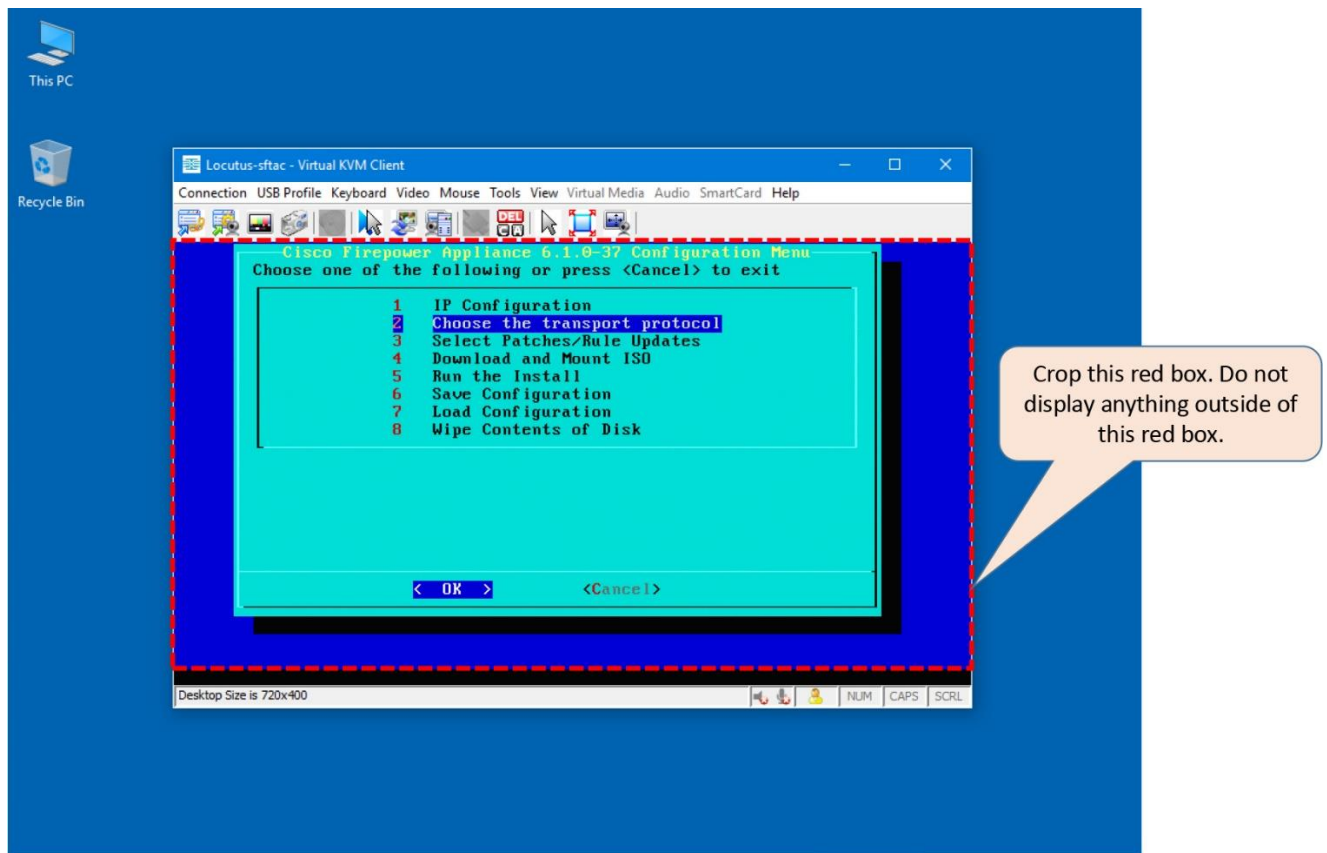 This PC
Recycle Bin
Locutus-sftac - Virtual KVM Client
Connection USB Profile Keyboard Video Mouse Tools View Virtual Media Audio SmartCard Help
DEL
Cisco Firepower Appliance 6.1.0-37 Configuration Menu
Choose one of the following or press <Cancel> to exit
1 IP Configuration
2 Choose the transport protocol
3 Select Patches/Rule Updates
4 Download and Mount ISO
5 Run the Install
6 Save Configuration
7 Load Configuration
8 Wipe Contents of Disk
< OK > <Cancel>
Desktop Size is 720x400
NUM CAPS SCRL
Crop this red box. Do not
display anything outside of
this red box.